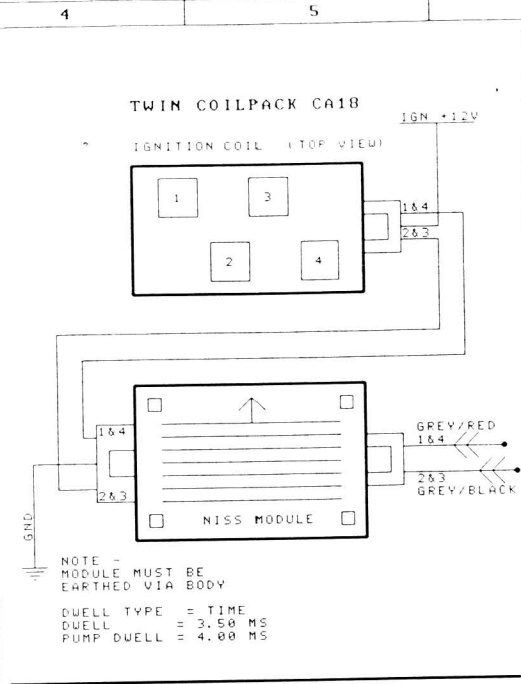 4 5
TWIN COILPACK CA18
IGN +12V
IGNITION COIL (TOP VIEW)
1 3
1&4
2&3
2 4
1&4
GREY/RED
1&4
2&3
GREY/BLACK
2&3
NISS MODULE
GND
NOTE -
MODULE MUST BE
EARTHED VIA BODY
DWELL TYPE = TIME
DWELL = 3.50 MS
PUMP DWELL = 4.00 MS